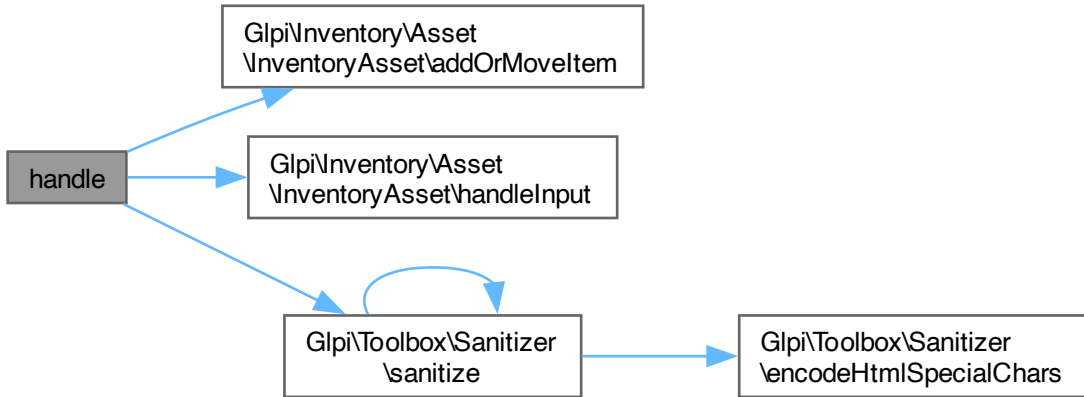 Glpi\Inventory\Asset
\InventoryAsset\addOrMoveItem
handle
Glpi\Inventory\Asset
\InventoryAsset\handleInput
Glpi\Toolbox\Sanitizer
\sanitize
Glpi\Toolbox\Sanitizer
\encodeHtmlSpecialChars